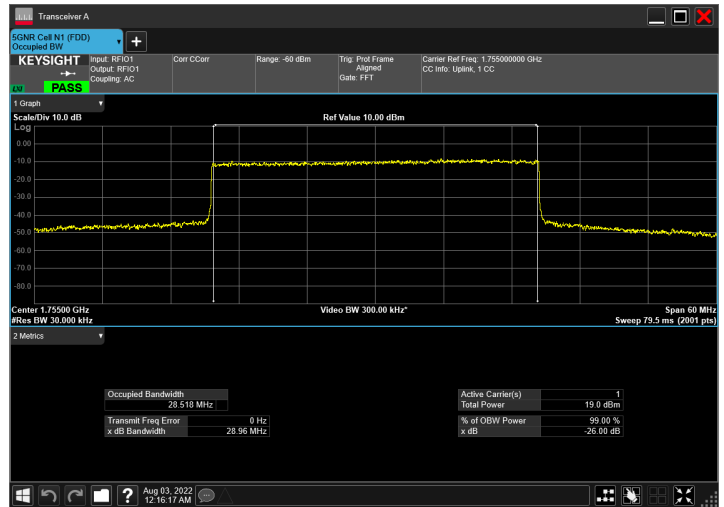 Transceiver A
5GNR Cell N1 (FDD)
Occupied BW
KEYSIGHT
Input: RFIO1
Output: RFIO1
Coupling: AC
Corr CCorr
Range: -60 dBm
Trig: Prot Frame
Aligned
Gate: FFT
Carrier Ref Freq: 1.755000000 GHz
CC Info: Uplink, 1 CC
LXI
PASS
1 Graph
Scale/Div 10.0 dB
Ref Value 10.00 dBm
Log
0.00
-10.0
-20.0
-30.0
-40.0
-50.0
-60.0
-70.0
-80.0
Center 1.75500 GHz
Video BW 300.00 kHz*
Span 60 MHz
#Res BW 30.000 kHz
Sweep 79.5 ms (2001 pts)
2 Metrics
Occupied Bandwidth
28.518 MHz
Transmit Freq Error 0 Hz
x dB Bandwidth 28.96 MHz
Active Carrier(s) 1
Total Power 19.0 dBm
% of OBW Power 99.00 %
x dB -26.00 dB
Aug 03, 2022
12:16:17 AM